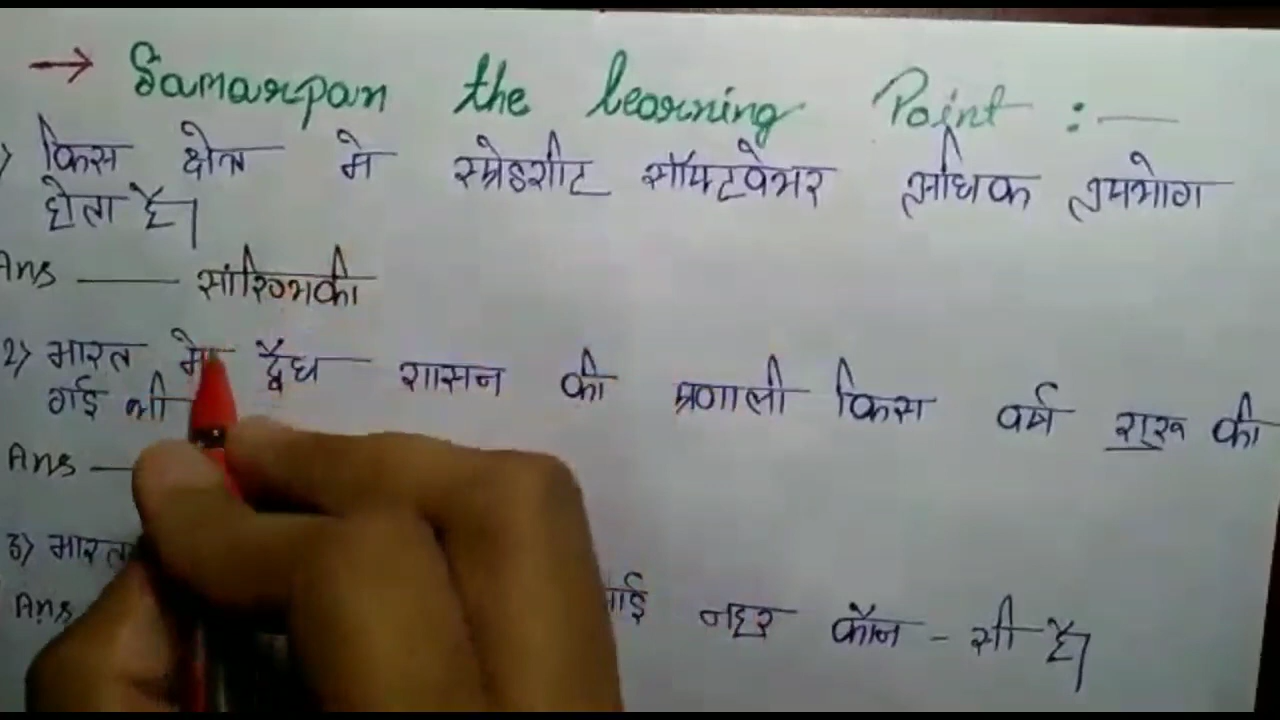 → Samarpan the learning Point :—
किस क्षेत्र मे स्प्रेडशीट सॉफ्टवेयर अधिक उपयोग
होता है।
Ans —— सांख्यिकी
2) भारत मे द्वैध शासन की प्रणाली किस वर्ष शुरू की
गई थी
Ans —
3) भारत नहर कौन - सी है।
Ans